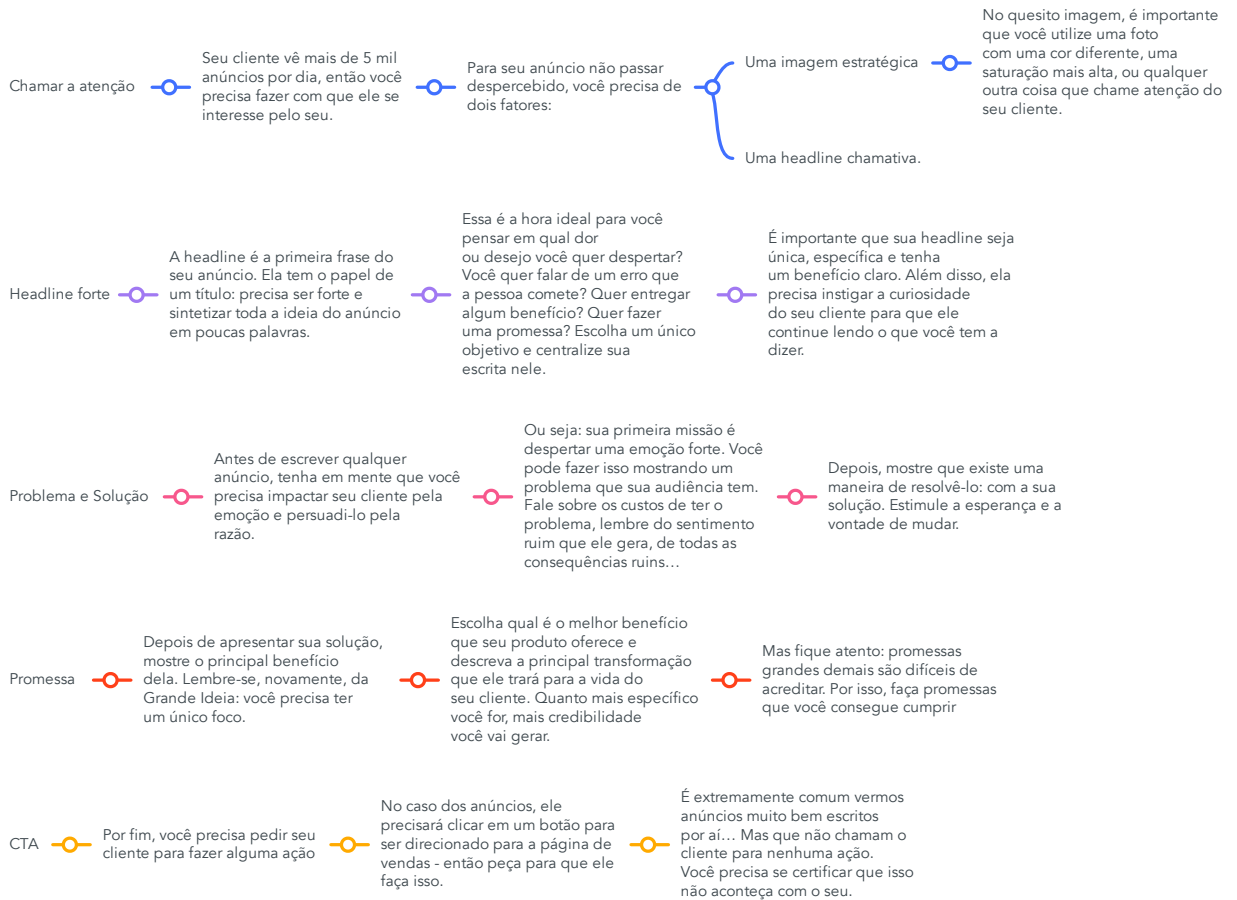 Chamar a atenção
Seu cliente vê mais de 5 mil
anúncios por dia, então você
precisa fazer com que ele se
interesse pelo seu.
Para seu anúncio não passar
despercebido, você precisa de
dois fatores:
Uma imagem estratégica
No quesito imagem, é importante
que você utilize uma foto
com uma cor diferente, uma
saturação mais alta, ou qualquer
outra coisa que chame atenção do
seu cliente.
Uma headline chamativa.
Headline forte
A headline é a primeira frase do
seu anúncio. Ela tem o papel de
um título: precisa ser forte e
sintetizar toda a ideia do anúncio
em poucas palavras.
Essa é a hora ideal para você
pensar em qual dor
ou desejo você quer despertar?
Você quer falar de um erro que
a pessoa comete? Quer entregar
algum benefício? Quer fazer
uma promessa? Escolha um único
objetivo e centralize sua
escrita nele.
É importante que sua headline seja
única, específica e tenha
um benefício claro. Além disso, ela
precisa instigar a curiosidade
do seu cliente para que ele
continue lendo o que você tem a
dizer.
Problema e Solução
Antes de escrever qualquer
anúncio, tenha em mente que você
precisa impactar seu cliente pela
emoção e persuadi-lo pela
razão.
Ou seja: sua primeira missão é
despertar uma emoção forte. Você
pode fazer isso mostrando um
problema que sua audiência tem.
Fale sobre os custos de ter o
problema, lembre do sentimento
ruim que ele gera, de todas as
consequências ruins…
Depois, mostre que existe uma
maneira de resolvê-lo: com a sua
solução. Estimule a esperança e a
vontade de mudar.
Promessa
Depois de apresentar sua solução,
mostre o principal benefício
dela. Lembre-se, novamente, da
Grande Ideia: você precisa ter
um único foco.
Escolha qual é o melhor benefício
que seu produto oferece e
descreva a principal transformação
que ele trará para a vida do
seu cliente. Quanto mais específico
você for, mais credibilidade
você vai gerar.
Mas fique atento: promessas
grandes demais são difíceis de
acreditar. Por isso, faça promessas
que você consegue cumprir
CTA
Por fim, você precisa pedir seu
cliente para fazer alguma ação
No caso dos anúncios, ele
precisará clicar em um botão para
ser direcionado para a página de
vendas - então peça para que ele
faça isso.
É extremamente comum vermos
anúncios muito bem escritos
por aí… Mas que não chamam o
cliente para nenhuma ação.
Você precisa se certificar que isso
não aconteça com o seu.